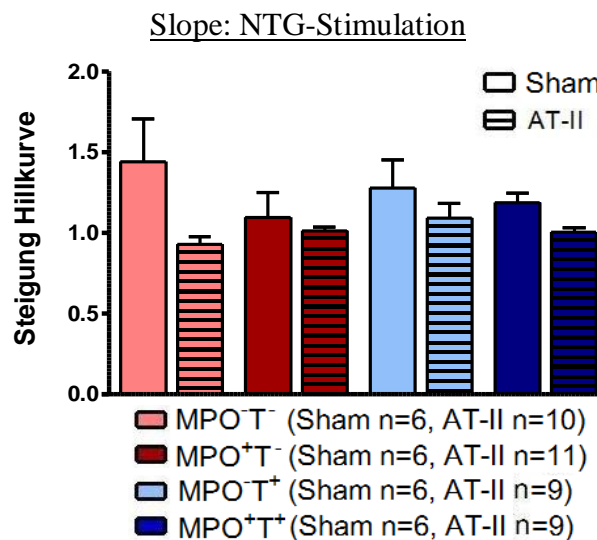 Slope: NTG-Stimulation
Steigung Hillkurve
2.0
1.5
1.0
0.5
0.0
Sham
AT-II
MPO⁻T⁻ (Sham n=6, AT-II n=10)
MPO⁺T⁻ (Sham n=6, AT-II n=11)
MPO⁻T⁺ (Sham n=6, AT-II n=9)
MPO⁺T⁺ (Sham n=6, AT-II n=9)